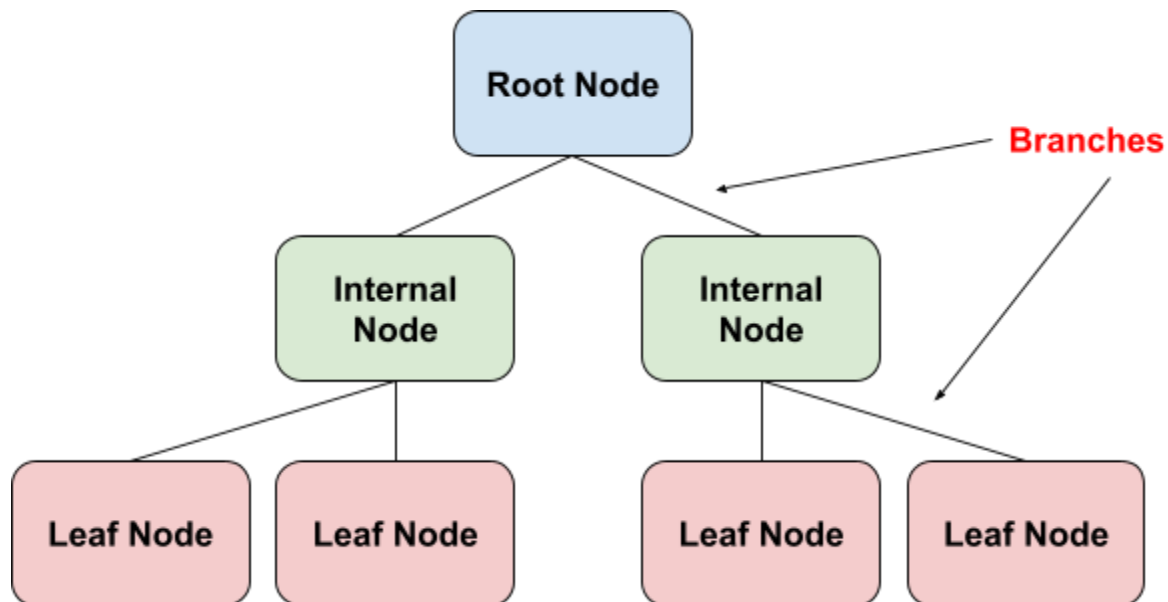 Root Node
Branches
Internal
Node
Internal
Node
Leaf Node
Leaf Node
Leaf Node
Leaf Node